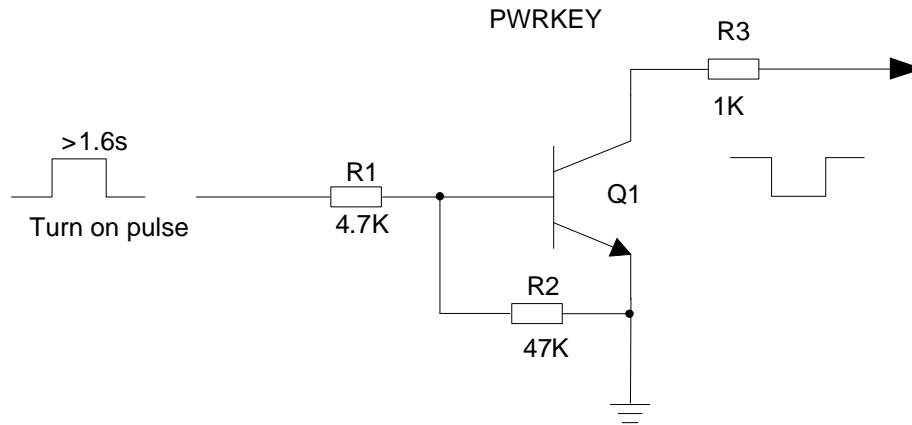 PWRKEY
R3
1K
>1.6s
R1
Q1
Turn on pulse
4.7K
R2
47K